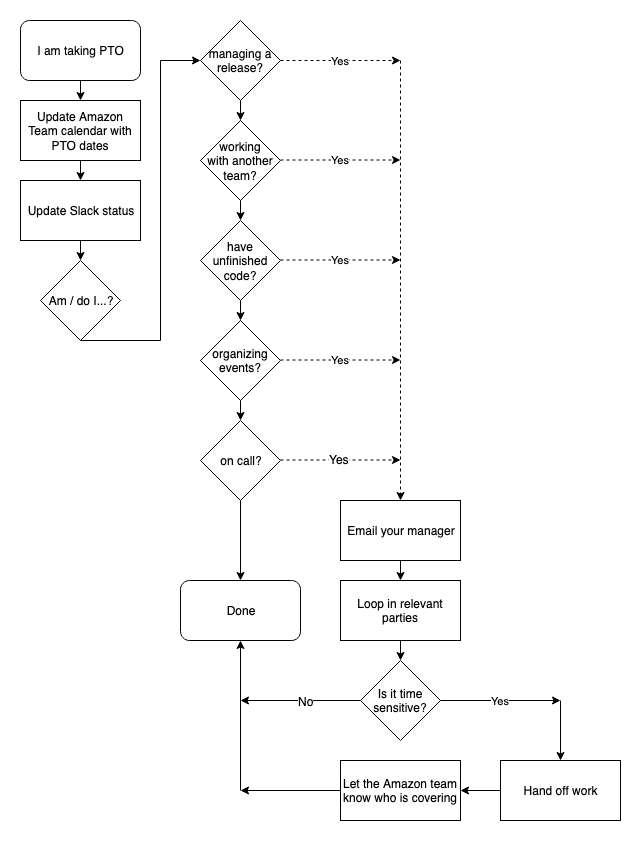 I am taking PTO
Update Amazon
Team calendar with
PTO dates
Update Slack status
Am / do I...?
managing a
release?
Yes
working
with another
team?
Yes
have
unfinished
code?
Yes
organizing
events?
Yes
on call?
Yes
Email your manager
Done
Loop in relevant
parties
Is it time
sensitive?
No
Yes
Let the Amazon team
know who is covering
Hand off work